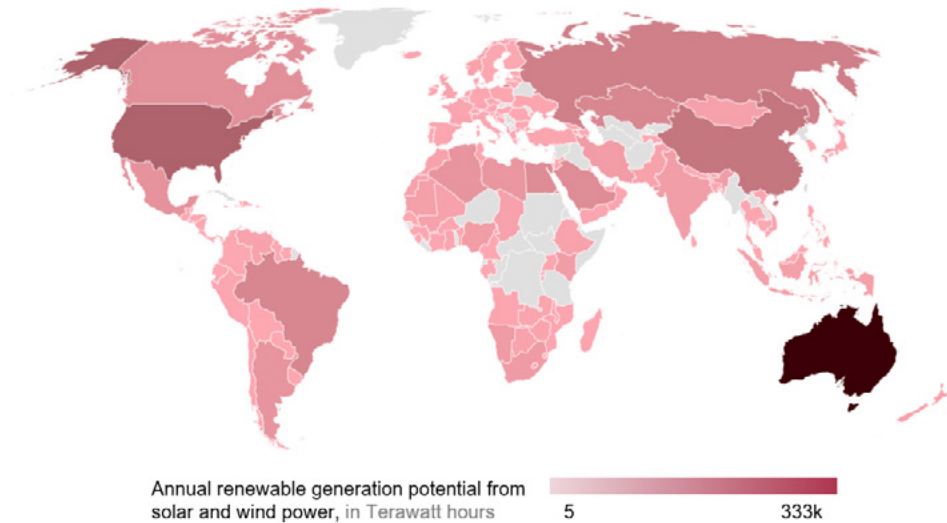 Annual renewable generation potential from
solar and wind power, in Terawatt hours
5 333k